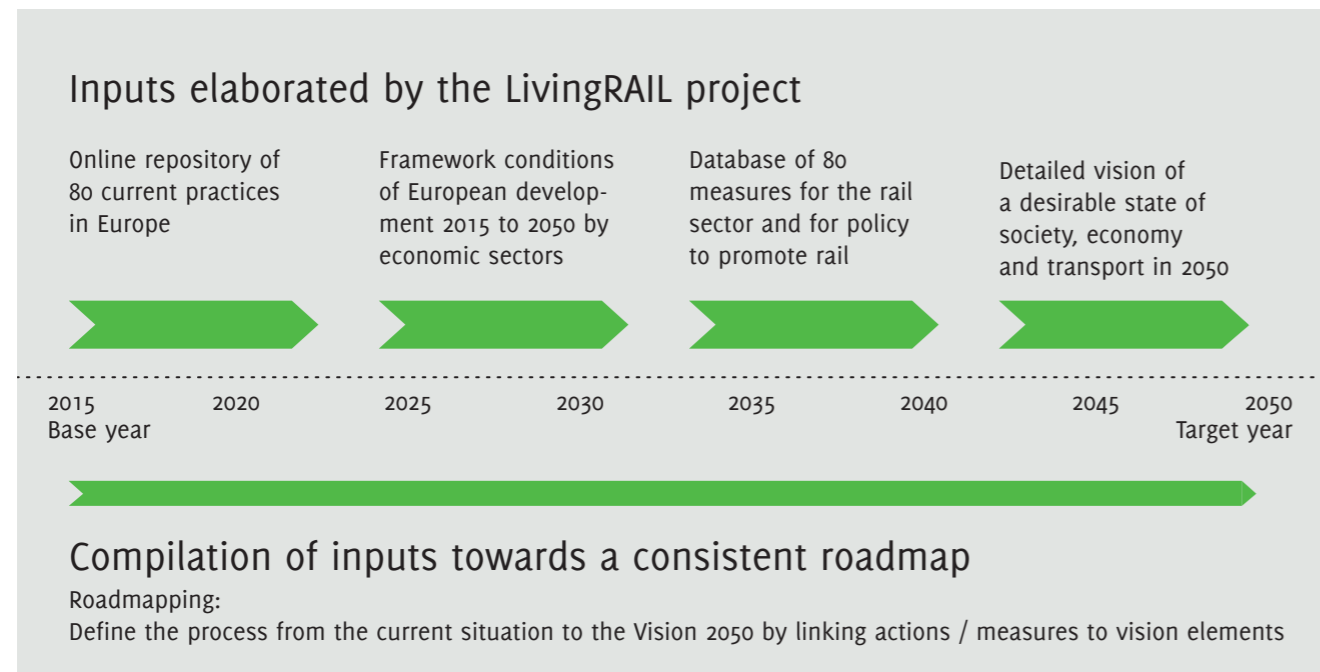 Inputs elaborated by the LivingRAIL project
Online repository of
80 current practices
in Europe
Framework conditions
of European develop-
ment 2015 to 2050 by
economic sectors
Database of 80
measures for the rail
sector and for policy
to promote rail
Detailed vision of
a desirable state of
society, economy
and transport in 2050
2015 2020 2025 2030 2035 2040 2045 2050
Base year Target year
Compilation of inputs towards a consistent roadmap
Roadmapping:
Define the process from the current situation to the Vision 2050 by linking actions / measures to vision elements